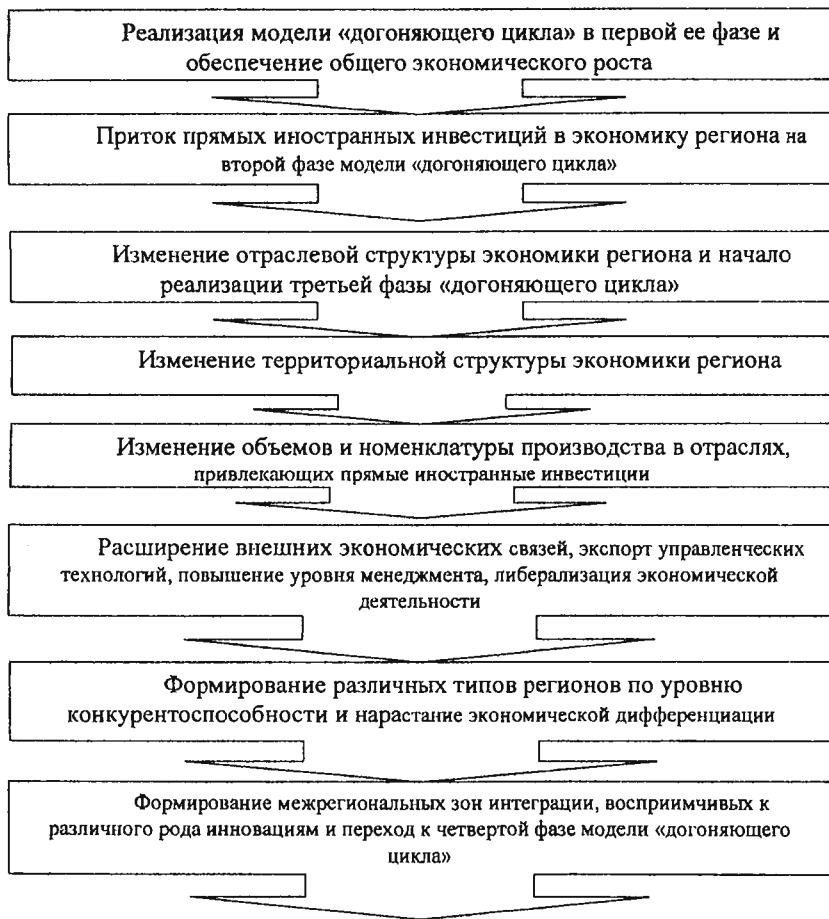 Реализация модели «догоняющего цикла» в первой ее фазе и
обеспечение общего экономического роста
Приток прямых иностранных инвестиций в экономику региона на
второй фазе модели «догоняющего цикла»
Изменение отраслевой структуры экономики региона и начало
реализации третьей фазы «догоняющего цикла»
Изменение территориальной структуры экономики региона
Изменение объемов и номенклатуры производства в отраслях,
привлекающих прямые иностранные инвестиции
Расширение внешних экономических связей, экспорт управленческих
технологий, повышение уровня менеджмента, либерализация экономической
деятельности
Формирование различных типов регионов по уровню
конкурентоспособности и нарастание экономической дифференциации
Формирование межрегиональных зон интеграции, восприимчивых к
различного рода инновациям и переход к четвертой фазе модели «догоняющего
цикла»